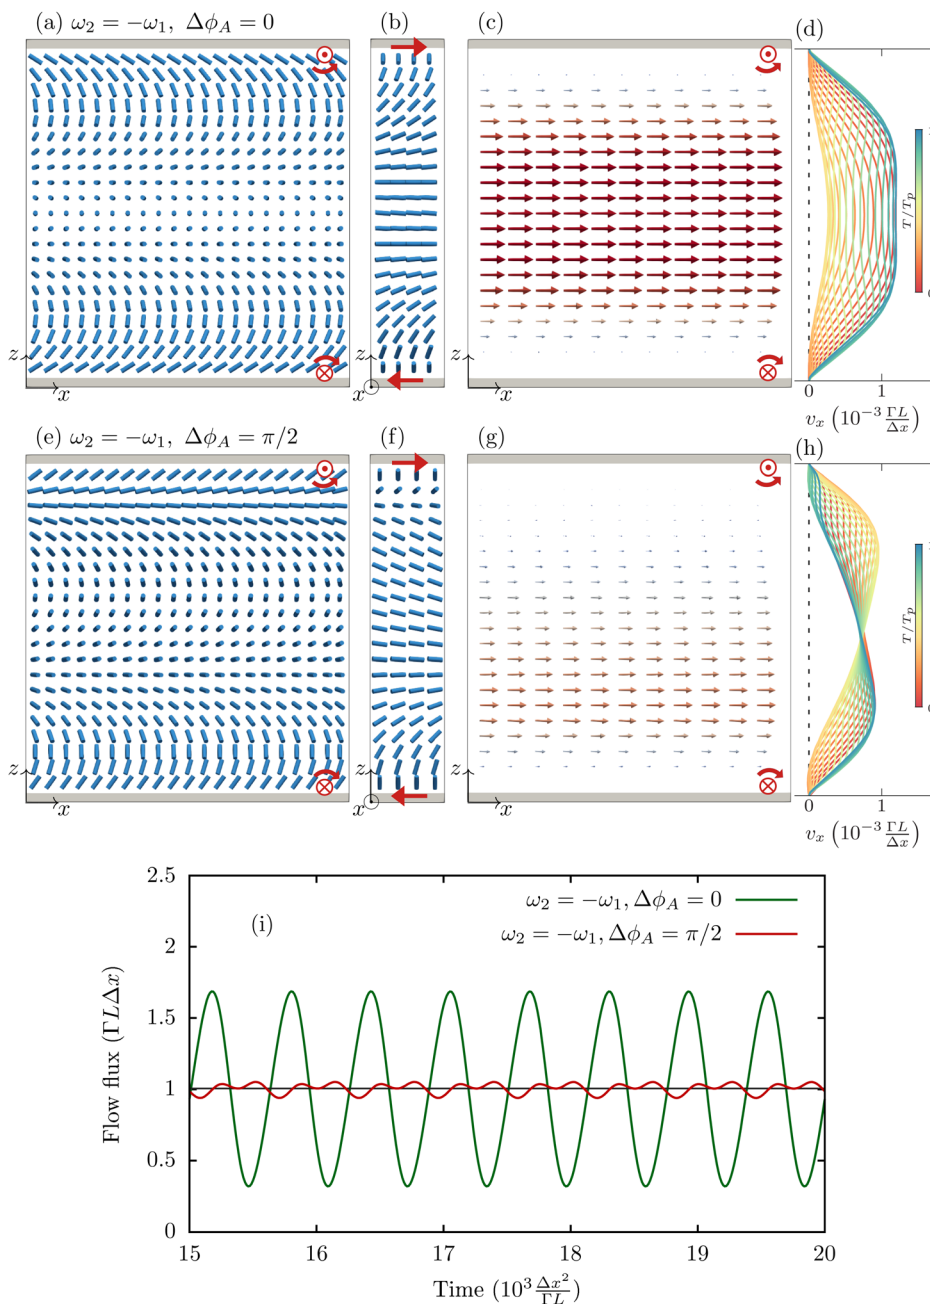 (a) ω₂ = −ω₁, Δϕ_A = 0
(b)
(c)
(d)
z
x
x
z
x
z
T/T_p
0
0 1
v_x (10⁻³ ΓL/Δx)
(e) ω₂ = −ω₁, Δϕ_A = π/2
(f)
(g)
(h)
z
x
x
z
x
z
T/T_p
0
0 1
v_x (10⁻³ ΓL/Δx)
(i)
ω₂ = −ω₁, Δϕ_A = 0
ω₂ = −ω₁, Δϕ_A = π/2
Flow flux (ΓLΔx)
2.5
2
1.5
1
0.5
0
15 16 17 18 19 20
Time (10³ Δx²/ΓL)